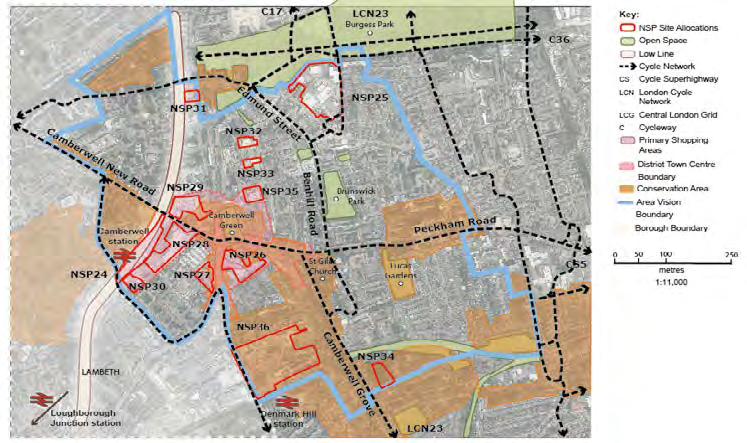 C17
LCN23
Burgess Park
C36
NSP31
NSP25
Edmund Street
NSP32
Camberwell New Road
NSP33
NSP29
NSP35
Benhill Road
Brunswick
Park
Camberwell
Green
Peckham Road
Camberwell
station
NSP28
NSP26
St Giles
Church
C35
NSP24
NSP27
Lucas
Gardens
NSP30
NSP36
Camberwell Grove
NSP34
LAMBETH
Loughborough
Junction station
Denmark Hill
station
LCN23
Key:
NSP Site Allocations
Open Space
Low Line
Cycle Network
CS Cycle Superhighway
LCN London Cycle
Network
LCG Central London Grid
C Cycleway
Primary Shopping
Areas
District Town Centre
Boundary
Conservation Area
Area Vision
Boundary
Borough Boundary
0 50 100 250
metres
1:11,000